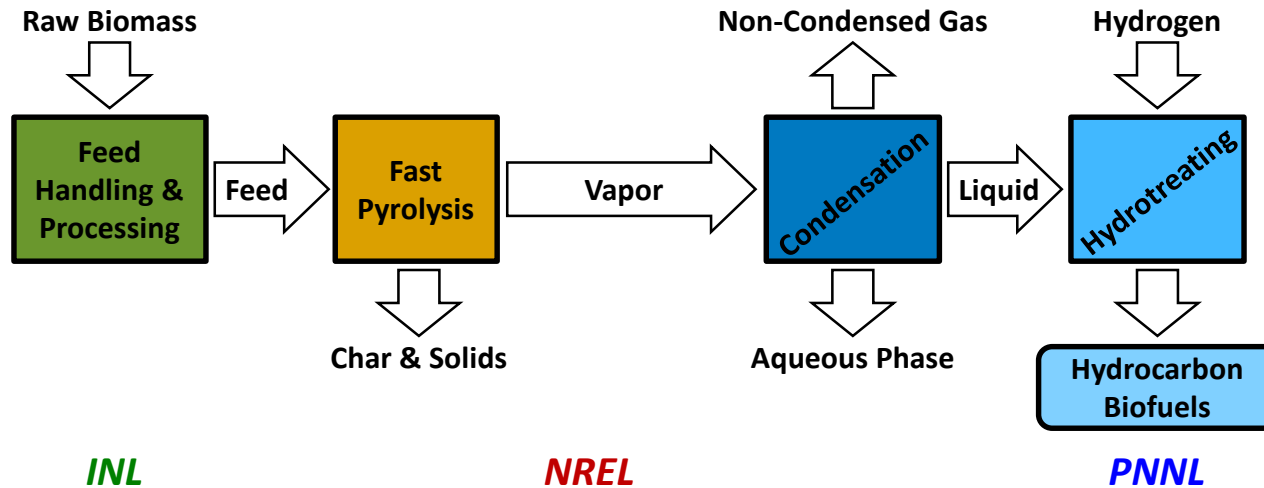 Raw Biomass
Non-Condensed Gas
Hydrogen
Feed
Handling &
Processing
Feed
Fast
Pyrolysis
Vapor
Condensation
Liquid
Hydrotreating
Char & Solids
Aqueous Phase
Hydrocarbon
Biofuels
INL
NREL
PNNL